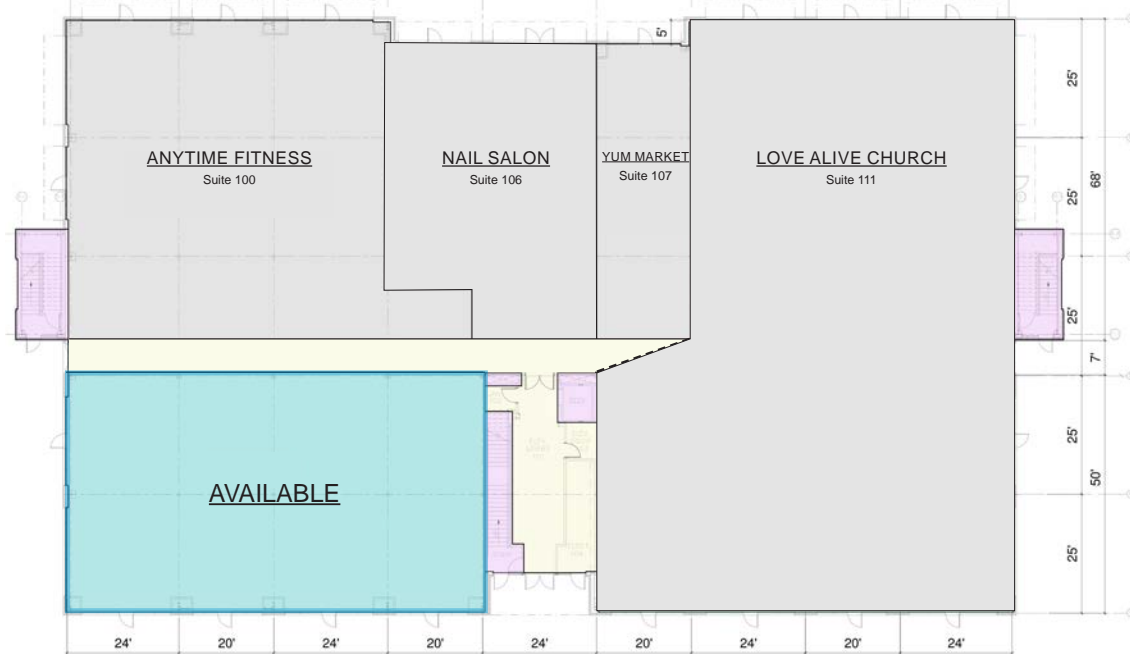 5'
25'
ANYTIME FITNESS
Suite 100
NAIL SALON
Suite 106
YUM MARKET
Suite 107
LOVE ALIVE CHURCH
Suite 111
68'
25'
25'
7'
25'
AVAILABLE
50'
25'
24'
20'
24'
20'
24'
20'
24'
20'
24'